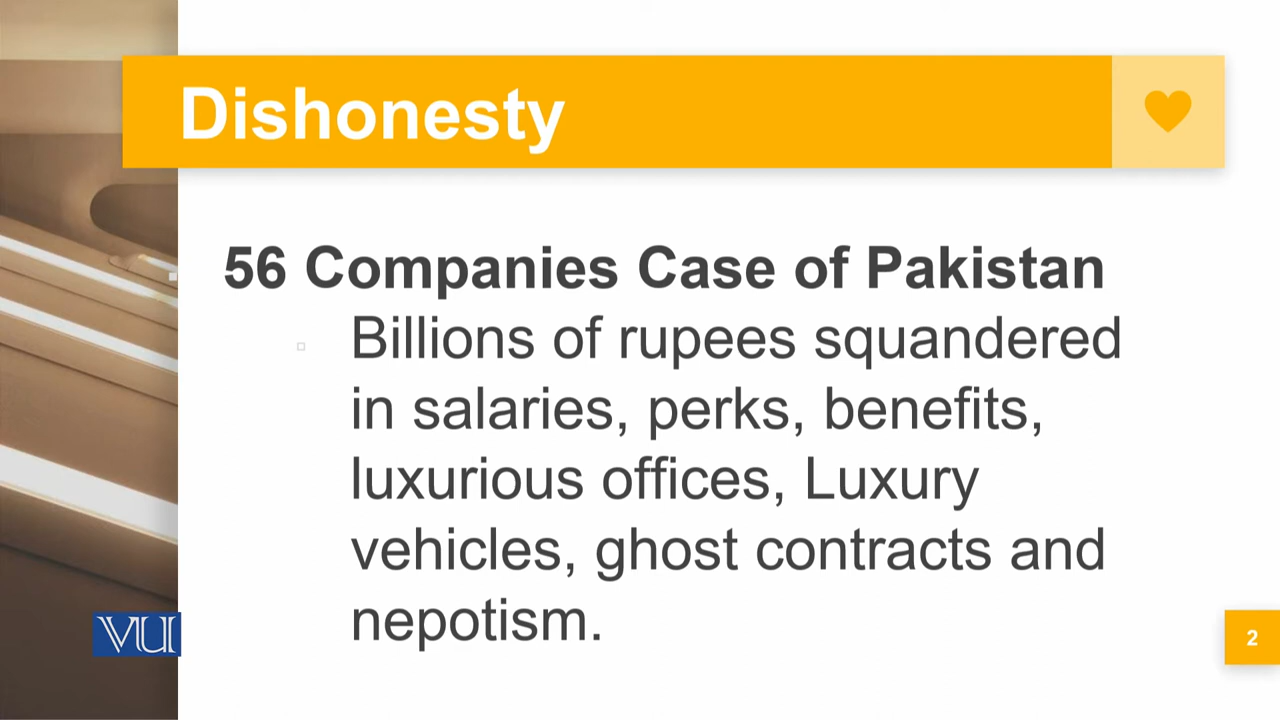 Dishonesty
56 Companies Case of Pakistan
Billions of rupees squandered
in salaries, perks, benefits,
luxurious offices, Luxury
vehicles, ghost contracts and
nepotism.
VU
2